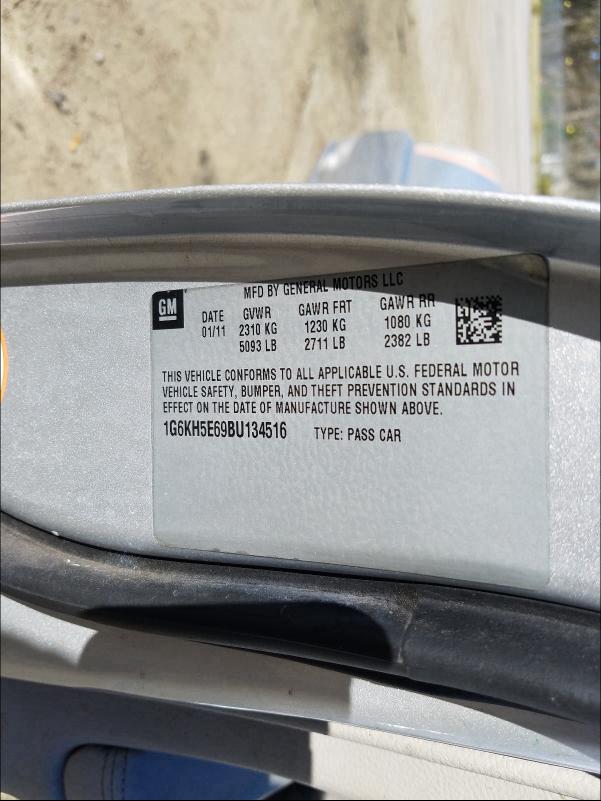 MFD BY GENERAL MOTORS LLC
GM
DATE GVWR GAWR FRT GAWR RR
01/11 2310 KG 1230 KG 1080 KG
5093 LB 2711 LB 2382 LB
THIS VEHICLE CONFORMS TO ALL APPLICABLE U.S. FEDERAL MOTOR
VEHICLE SAFETY, BUMPER, AND THEFT PREVENTION STANDARDS IN
EFFECT ON THE DATE OF MANUFACTURE SHOWN ABOVE.
1G6KH5E69BU134516 TYPE: PASS CAR